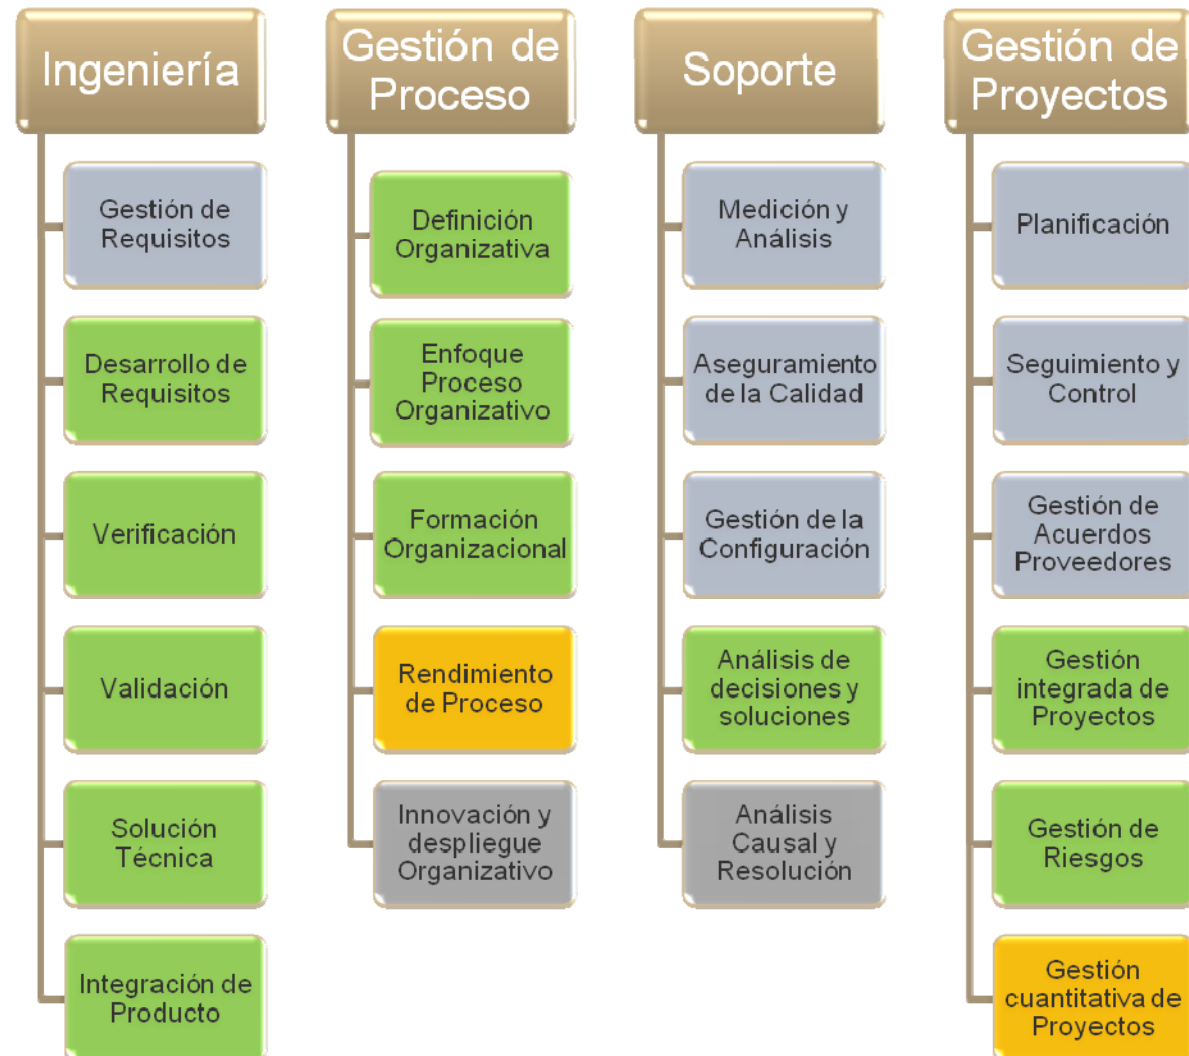 Ingeniería
Gestión de
Requisitos
Desarrollo de
Requisitos
Verificación
Validación
Solución
Técnica
Integración de
Producto
Gestión de
Proceso
Definición
Organizativa
Enfoque
Proceso
Organizativo
Formación
Organizacional
Rendimiento
de Proceso
Innovación y
despliegue
Organizativo
Soporte
Medición y
Análisis
Aseguramiento
de la Calidad
Gestión de la
Configuración
Análisis de
decisiones y
soluciones
Análisis
Causal y
Resolución
Gestión de
Proyectos
Planificación
Seguimiento y
Control
Gestión de
Acuerdos
Proveedores
Gestión
integrada de
Proyectos
Gestión de
Riesgos
Gestión
cuantitativa de
Proyectos